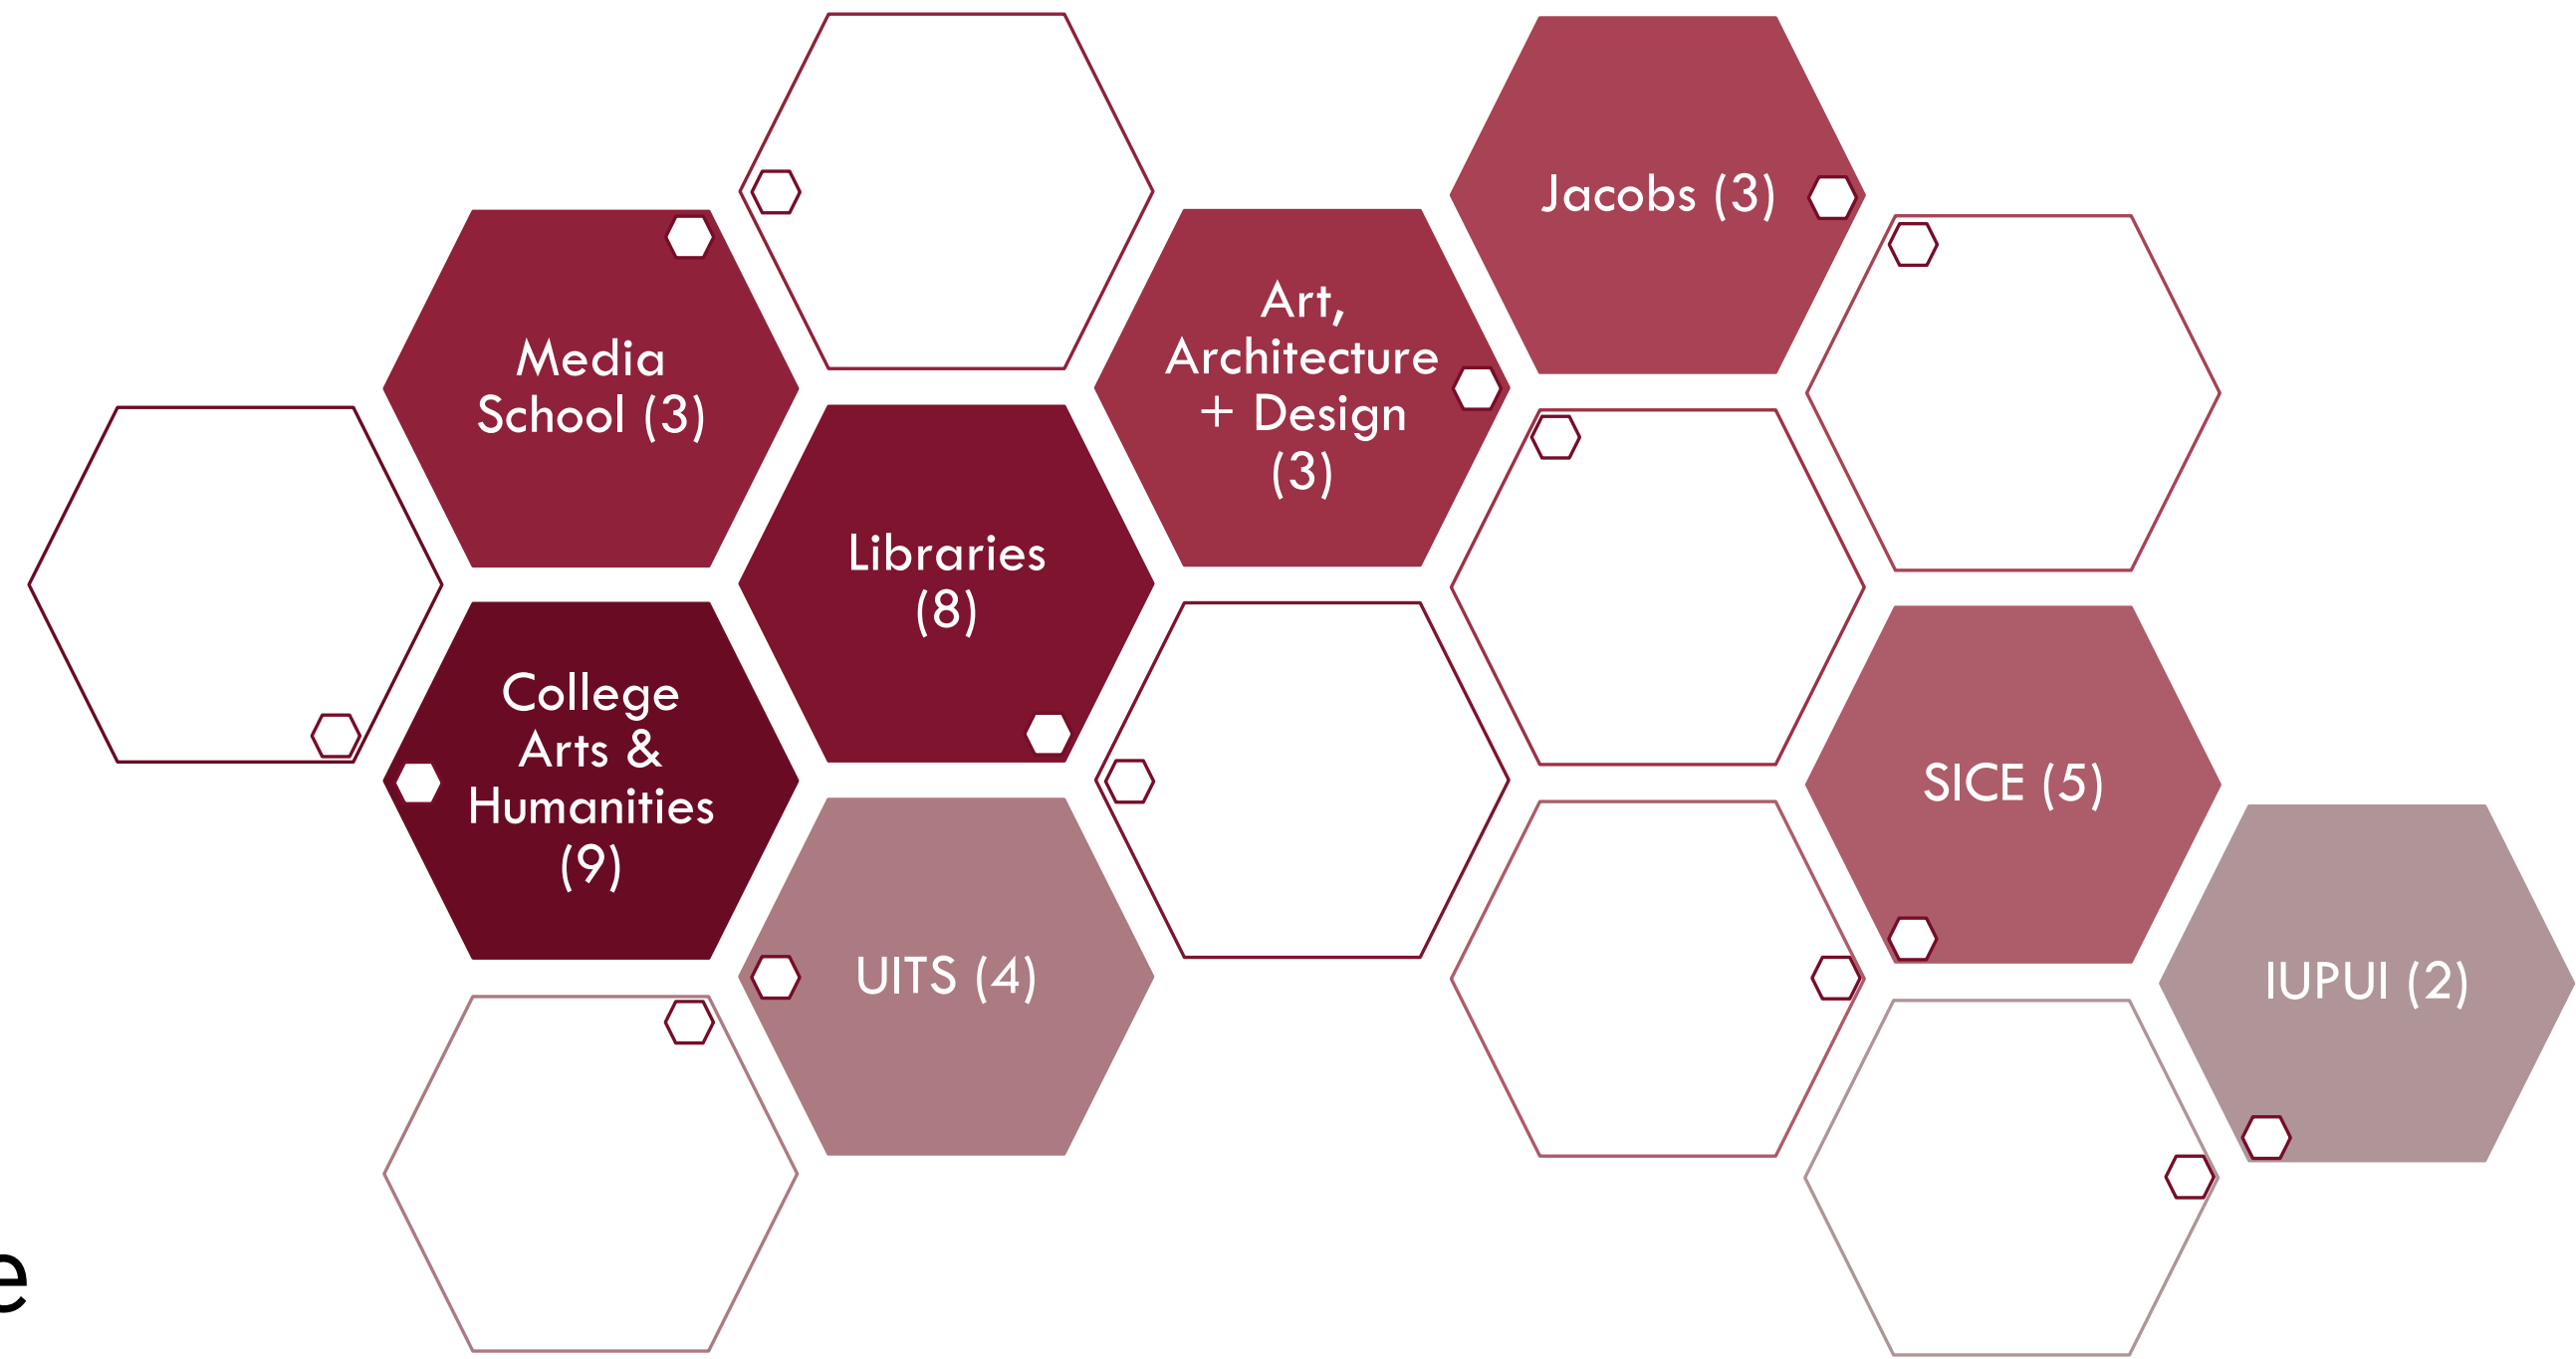 Jacobs (3)
Media
School (3)
Art,
Architecture
+ Design
(3)
Libraries
(8)
College
Arts &
Humanities
(9)
SICE (5)
UITS (4)
IUPUI (2)
e